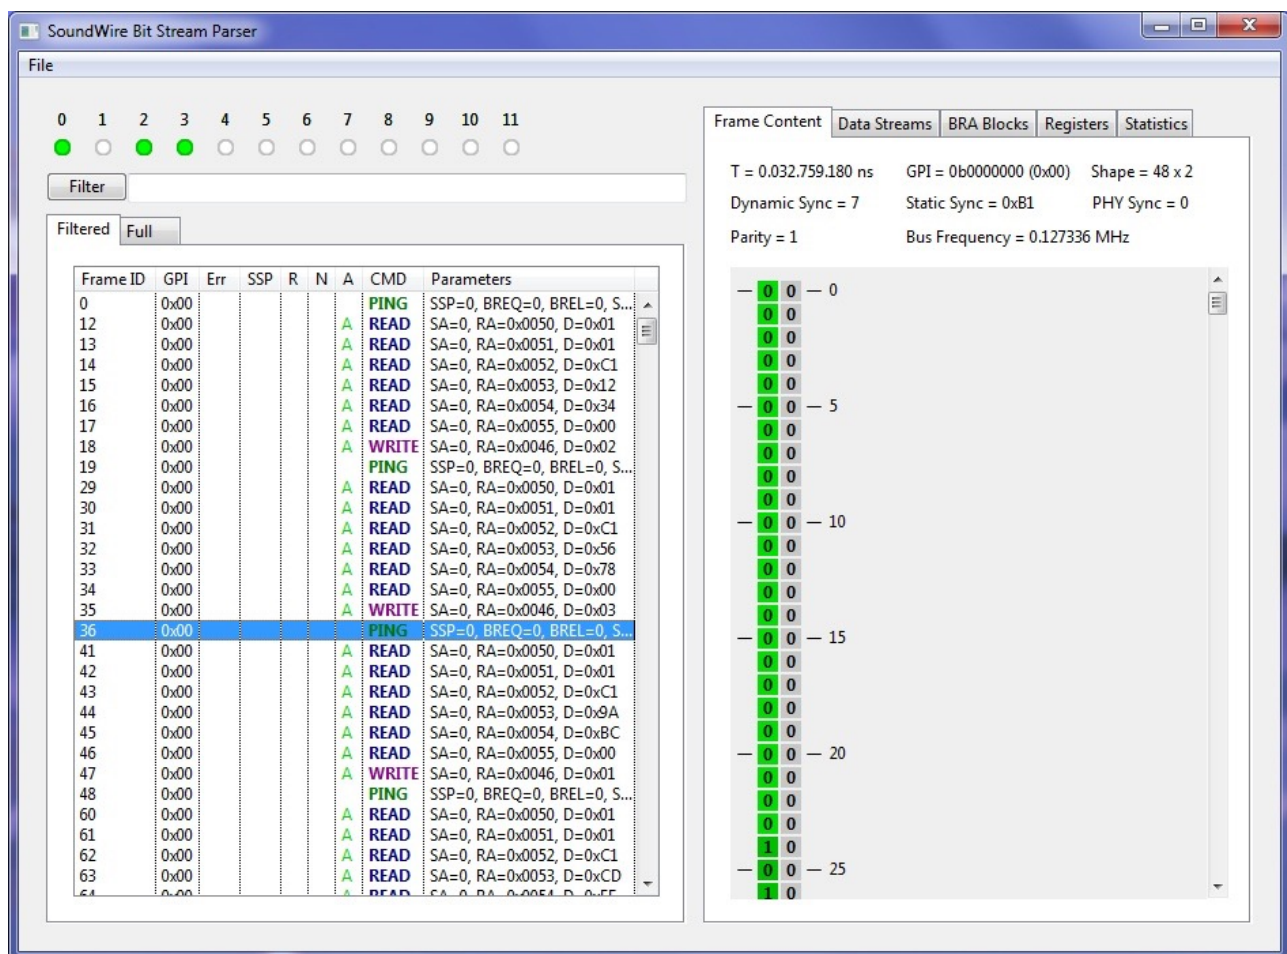 SoundWire Bit Stream Parser
File
0 1 2 3 4 5 6 7 8 9 10 11
Filter
Filtered Full
Frame ID GPI Err SSP R N A CMD Parameters
0 0x00 PING SSP=0, BREQ=0, BREL=0, S...
12 0x00 A READ SA=0, RA=0x0050, D=0x01
13 0x00 A READ SA=0, RA=0x0051, D=0x01
14 0x00 A READ SA=0, RA=0x0052, D=0xC1
15 0x00 A READ SA=0, RA=0x0053, D=0x12
16 0x00 A READ SA=0, RA=0x0054, D=0x34
17 0x00 A READ SA=0, RA=0x0055, D=0x00
18 0x00 A WRITE SA=0, RA=0x0046, D=0x02
19 0x00 PING SSP=0, BREQ=0, BREL=0, S...
29 0x00 A READ SA=0, RA=0x0050, D=0x01
30 0x00 A READ SA=0, RA=0x0051, D=0x01
31 0x00 A READ SA=0, RA=0x0052, D=0xC1
32 0x00 A READ SA=0, RA=0x0053, D=0x56
33 0x00 A READ SA=0, RA=0x0054, D=0x78
34 0x00 A READ SA=0, RA=0x0055, D=0x00
35 0x00 A WRITE SA=0, RA=0x0046, D=0x03
36 0x00 PING SSP=0, BREQ=0, BREL=0, S...
41 0x00 A READ SA=0, RA=0x0050, D=0x01
42 0x00 A READ SA=0, RA=0x0051, D=0x01
43 0x00 A READ SA=0, RA=0x0052, D=0xC1
44 0x00 A READ SA=0, RA=0x0053, D=0x9A
45 0x00 A READ SA=0, RA=0x0054, D=0xBC
46 0x00 A READ SA=0, RA=0x0055, D=0x00
47 0x00 A WRITE SA=0, RA=0x0046, D=0x01
48 0x00 PING SSP=0, BREQ=0, BREL=0, S...
60 0x00 A READ SA=0, RA=0x0050, D=0x01
61 0x00 A READ SA=0, RA=0x0051, D=0x01
62 0x00 A READ SA=0, RA=0x0052, D=0xC1
63 0x00 A READ SA=0, RA=0x0053, D=0xCD
Frame Content Data Streams BRA Blocks Registers Statistics
T = 0.032.759.180 ns GPI = 0b0000000 (0x00) Shape = 48 x 2
Dynamic Sync = 7 Static Sync = 0xB1 PHY Sync = 0
Parity = 1 Bus Frequency = 0.127336 MHz
— 0 0 — 0
0 0
0 0
0 0
0 0
— 0 0 — 5
0 0
0 0
0 0
0 0
— 0 0 — 10
0 0
0 0
0 0
0 0
— 0 0 — 15
0 0
0 0
0 0
0 0
— 0 0 — 20
0 0
0 0
0 0
1 0
— 0 0 — 25
1 0